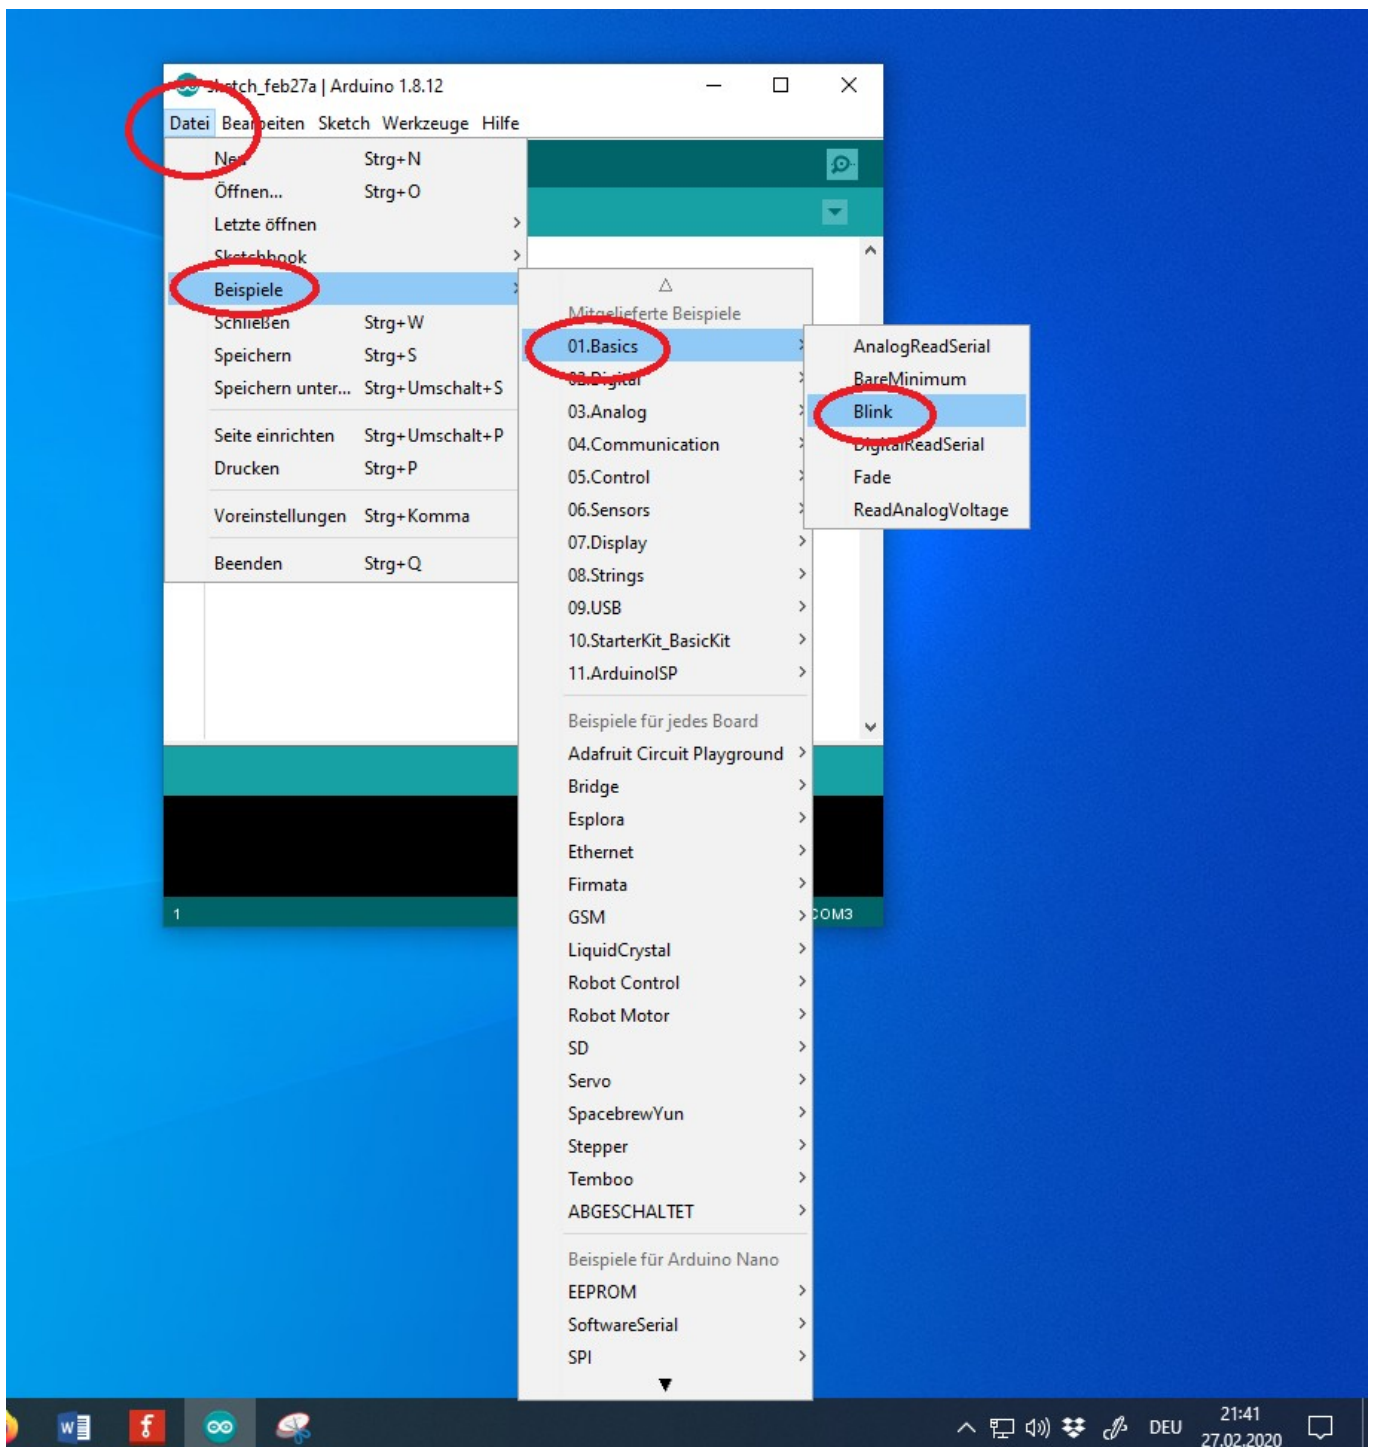 sketch_feb27a | Arduino 1.8.12
Datei Bearbeiten Sketch Werkzeuge Hilfe
Neu Strg+N
Öffnen... Strg+O
Letzte öffnen
Sketchbook
Beispiele
Schließen Strg+W
Speichern Strg+S
Speichern unter... Strg+Umschalt+S
Seite einrichten Strg+Umschalt+P
Drucken Strg+P
Voreinstellungen Strg+Komma
Beenden Strg+Q
Mitgelieferte Beispiele
01.Basics
02.Digital
03.Analog
04.Communication
05.Control
06.Sensors
07.Display
08.Strings
09.USB
10.StarterKit_BasicKit
11.ArduinoISP
Beispiele für jedes Board
Adafruit Circuit Playground
Bridge
Esplora
Ethernet
Firmata
GSM
LiquidCrystal
Robot Control
Robot Motor
SD
Servo
SpacebrewYun
Stepper
Temboo
ABGESCHALTET
Beispiele für Arduino Nano
EEPROM
SoftwareSerial
SPI
AnalogReadSerial
BareMinimum
Blink
DigitalReadSerial
Fade
ReadAnalogVoltage
1
COM3
DEU
21:41
27.02.2020